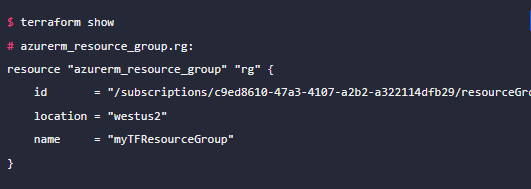 $ terraform show
# azurerm_resource_group.rg:
resource "azurerm_resource_group" "rg" {
    id       = "/subscriptions/c9ed8610-47a3-4107-a2b2-a322114dfb29/resourceGro
    location = "westus2"
    name     = "myTFResourceGroup"
}